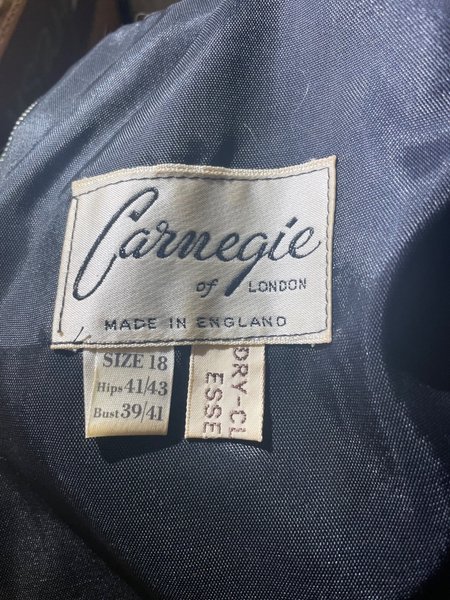 Carnegie
of LONDON
MADE IN ENGLAND
SIZE 18
Hips 41/43
Bust 39/41
DRY-CL
ESSE